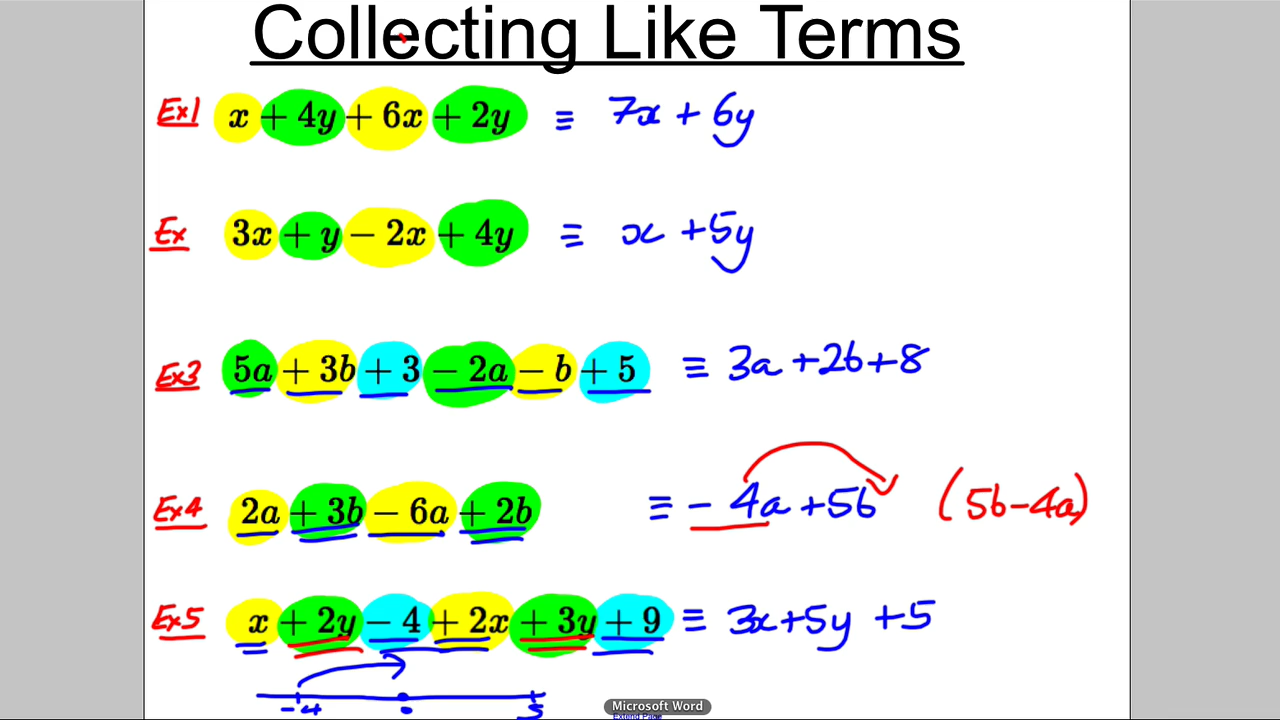 Collecting Like Terms
Ex1 x + 4y + 6x + 2y ≡ 7x + 6y
Ex 3x + y − 2x + 4y ≡ x + 5y
Ex3 5a + 3b + 3 − 2a − b + 5 ≡ 3a + 2b + 8
Ex4 2a + 3b − 6a + 2b ≡ − 4a + 5b (5b − 4a)
Ex5 x + 2y − 4 + 2x + 3y + 9 ≡ 3x + 5y + 5
−4 0 5
Microsoft Word
Extend Page